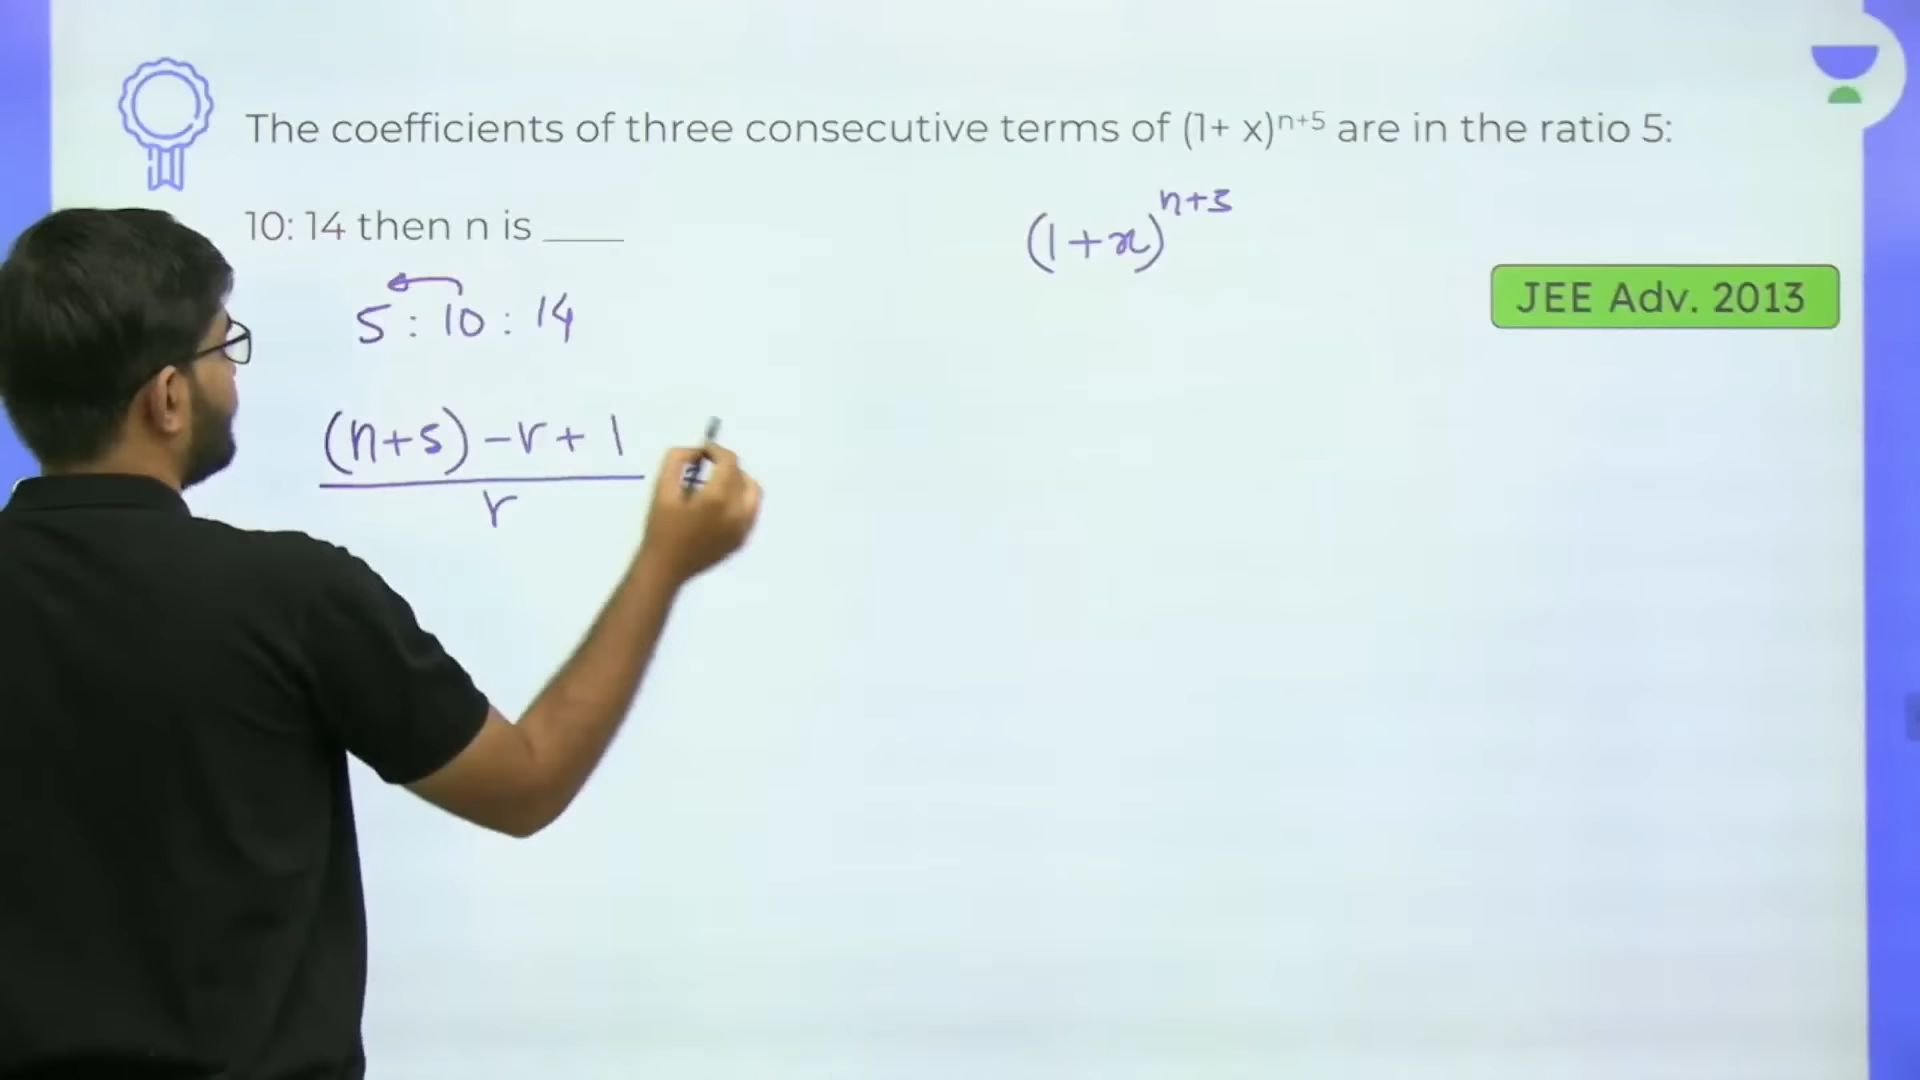 The coefficients of three consecutive terms of (1+ x)ⁿ⁺⁵ are in the ratio 5:
10: 14 then n is ____
(1+x)ⁿ⁺⁵
JEE Adv. 2013
5 : 10 : 14
(n+5) - r + 1
r